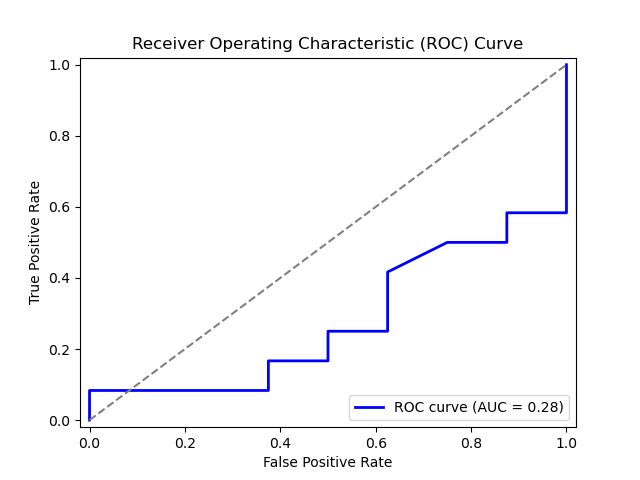 Receiver Operating Characteristic (ROC) Curve
True Positive Rate
1.0
0.8
0.6
0.4
0.2
0.0
ROC curve (AUC = 0.28)
0.0 0.2 0.4 0.6 0.8 1.0
False Positive Rate